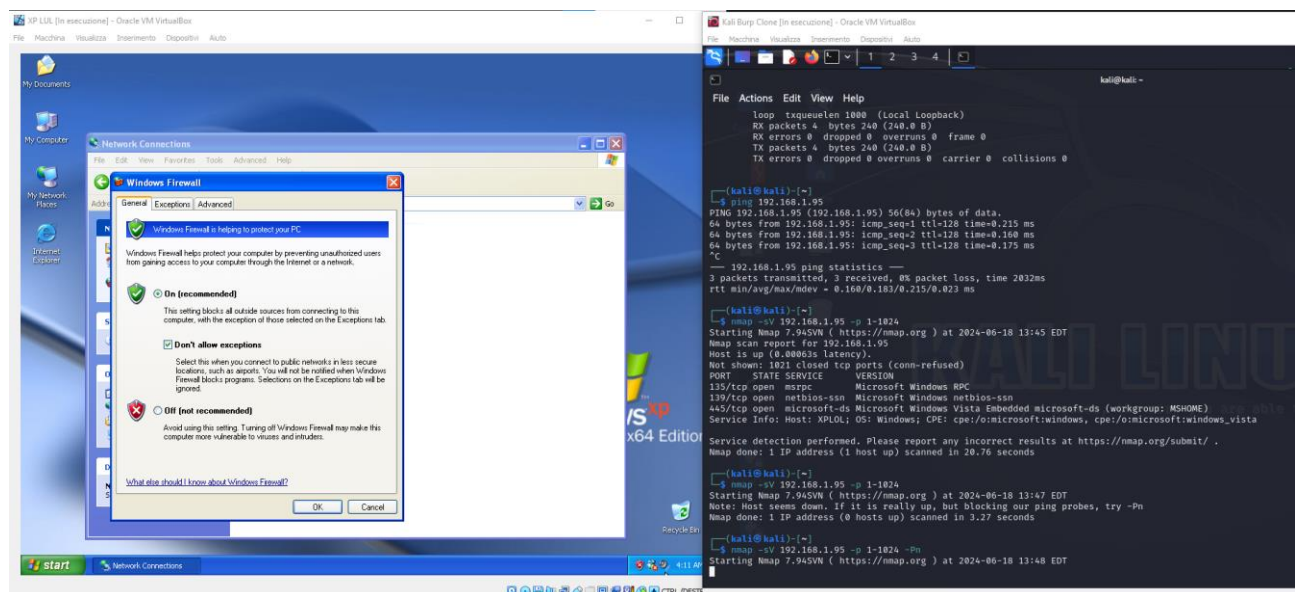 XP LUL [In esecuzione] - Oracle VM VirtualBox
File Macchina Visualizza Inserimento Dispositivi Aiuto
My Documents
My Computer
My Network Places
Internet Explorer
Network Connections
File Edit View Favorites Tools Advanced Help
Addre
Go
Windows Firewall
General Exceptions Advanced
Windows Firewall is helping to protect your PC
Windows Firewall helps protect your computer by preventing unauthorized users
from gaining access to your computer through the Internet or a network.
On (recommended)
This setting blocks all outside sources from connecting to this
computer, with the exception of those selected on the Exceptions tab.
Don't allow exceptions
Select this when you connect to public networks in less secure
locations, such as airports. You will not be notified when Windows
Firewall blocks programs. Selections on the Exceptions tab will be
ignored.
Off (not recommended)
Avoid using this setting. Turning off Windows Firewall may make this
computer more vulnerable to viruses and intruders.
What else should I know about Windows Firewall?
OK Cancel
xp
x64 Edition
Recycle Bin
start
Network Connections
4:11 AM
Kali Burp Clone [In esecuzione] - Oracle VM VirtualBox
File Macchina Visualizza Inserimento Dispositivi Aiuto
1 2 3 4
kali@kali: ~
File Actions Edit View Help
loop txqueuelen 1000 (Local Loopback)
RX packets 4 bytes 240 (240.0 B)
RX errors 0 dropped 0 overruns 0 frame 0
TX packets 4 bytes 240 (240.0 B)
TX errors 0 dropped 0 overruns 0 carrier 0 collisions 0
(kali㉿kali)-[~]
$ ping 192.168.1.95
PING 192.168.1.95 (192.168.1.95) 56(84) bytes of data.
64 bytes from 192.168.1.95: icmp_seq=1 ttl=128 time=0.215 ms
64 bytes from 192.168.1.95: icmp_seq=2 ttl=128 time=0.160 ms
64 bytes from 192.168.1.95: icmp_seq=3 ttl=128 time=0.175 ms
^C
--- 192.168.1.95 ping statistics ---
3 packets transmitted, 3 received, 0% packet loss, time 2032ms
rtt min/avg/max/mdev = 0.160/0.183/0.215/0.023 ms
(kali㉿kali)-[~]
$ nmap -sV 192.168.1.95 -p 1-1024
Starting Nmap 7.94SVN ( https://nmap.org ) at 2024-06-18 13:45 EDT
Nmap scan report for 192.168.1.95
Host is up (0.00063s latency).
Not shown: 1021 closed tcp ports (conn-refused)
PORT STATE SERVICE VERSION
135/tcp open msrpc Microsoft Windows RPC
139/tcp open netbios-ssn Microsoft Windows netbios-ssn
445/tcp open microsoft-ds Microsoft Windows Vista Embedded microsoft-ds (workgroup: MSHOME)
Service Info: Host: XPLOL; OS: Windows; CPE: cpe:/o:microsoft:windows, cpe:/o:microsoft:windows_vista
Service detection performed. Please report any incorrect results at https://nmap.org/submit/ .
Nmap done: 1 IP address (1 host up) scanned in 20.76 seconds
(kali㉿kali)-[~]
$ nmap -sV 192.168.1.95 -p 1-1024
Starting Nmap 7.94SVN ( https://nmap.org ) at 2024-06-18 13:47 EDT
Note: Host seems down. If it is really up, but blocking our ping probes, try -Pn
Nmap done: 1 IP address (0 hosts up) scanned in 3.27 seconds
(kali㉿kali)-[~]
$ nmap -sV 192.168.1.95 -p 1-1024 -Pn
Starting Nmap 7.94SVN ( https://nmap.org ) at 2024-06-18 13:48 EDT
KALI LINU